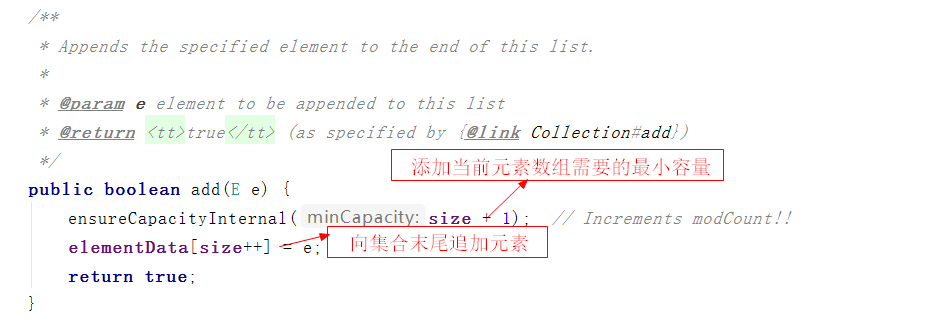 /**
* Appends the specified element to the end of this list.
*
* @param e element to be appended to this list
* @return <tt>true</tt> (as specified by {@link Collection#add})
*/
添加当前元素数组需要的最小容量
public boolean add(E e) {
ensureCapacityInternal( minCapacity: size + 1);  // Increments modCount!!
elementData[size++] = e;
向集合末尾追加元素
return true;
}